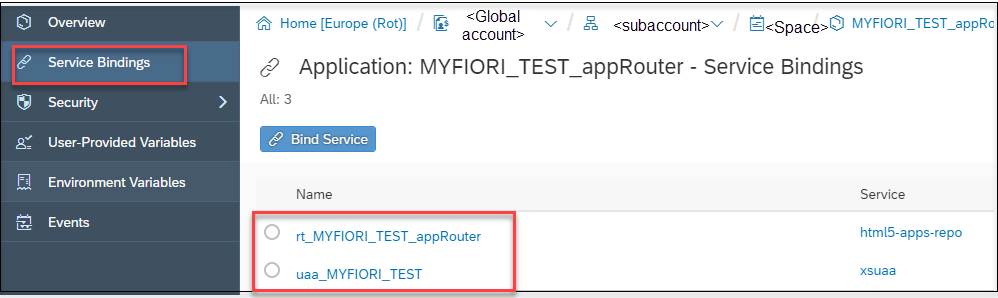 Overview
Service Bindings
Security
User-Provided Variables
Environment Variables
Events
Home [Europe (Rot)] / <Global account> / <subaccount> / <Space> / MYFIORI_TEST_appRo
Application: MYFIORI_TEST_appRouter - Service Bindings
All: 3
Bind Service
Name Service
rt_MYFIORI_TEST_appRouter html5-apps-repo
uaa_MYFIORI_TEST xsuaa